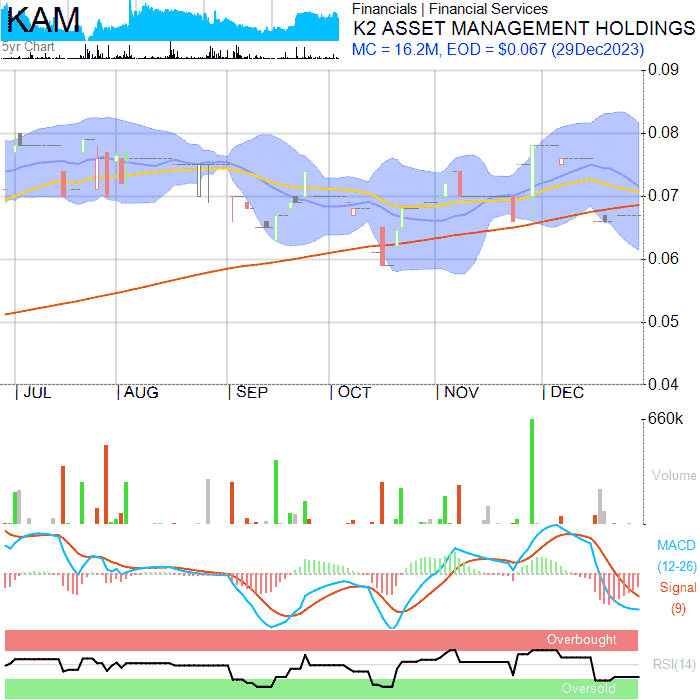 KAM
5yr Chart
Financials | Financial Services
K2 ASSET MANAGEMENT HOLDINGS
MC = 16.2M, EOD = $0.067 (29Dec2023)
0.09
0.08
0.07
0.06
0.05
0.04
JUL AUG SEP OCT NOV DEC
660k
Volume
MACD
(12-26)
Signal
(9)
Overbought
RSI(14)
Oversold